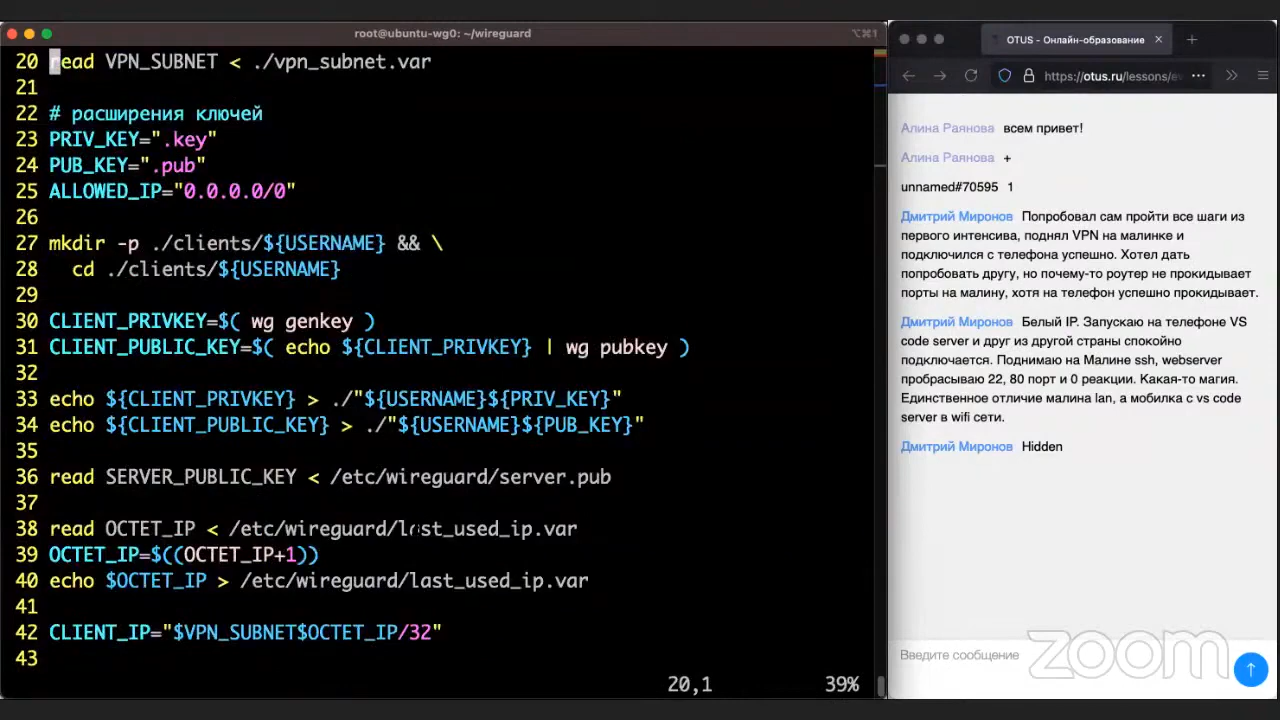 root@ubuntu-wg0: ~/wireguard
⌥⌘1
20 read VPN_SUBNET < ./vpn_subnet.var
21
22 # расширения ключей
23 PRIV_KEY=".key"
24 PUB_KEY=".pub"
25 ALLOWED_IP="0.0.0.0/0"
26
27 mkdir -p ./clients/${USERNAME} && \
28   cd ./clients/${USERNAME}
29
30 CLIENT_PRIVKEY=$( wg genkey )
31 CLIENT_PUBLIC_KEY=$( echo ${CLIENT_PRIVKEY} | wg pubkey )
32
33 echo ${CLIENT_PRIVKEY} > ./"${USERNAME}${PRIV_KEY}"
34 echo ${CLIENT_PUBLIC_KEY} > ./"${USERNAME}${PUB_KEY}"
35
36 read SERVER_PUBLIC_KEY < /etc/wireguard/server.pub
37
38 read OCTET_IP < /etc/wireguard/last_used_ip.var
39 OCTET_IP=$((OCTET_IP+1))
40 echo $OCTET_IP > /etc/wireguard/last_used_ip.var
41
42 CLIENT_IP="$VPN_SUBNET$OCTET_IP/32"
43
20,1 39%
OTUS - Онлайн-образование
https://otus.ru/lessons/e
Алина Раянова всем привет!
Алина Раянова +
unnamed#70595 1
Дмитрий Миронов Попробовал сам пройти все шаги из
первого интенсива, поднял VPN на малинке и
подключился с телефона успешно. Хотел дать
попробовать другу, но почему-то роутер не прокидывает
порты на малину, хотя на телефон успешно прокидывает.
Дмитрий Миронов Белый IP. Запускаю на телефоне VS
code server и друг из другой страны спокойно
подключается. Поднимаю на Малине ssh, webserver
пробрасываю 22, 80 порт и 0 реакции. Какая-то магия.
Единственное отличие малина lan, а мобилка с vs code
server в wifi сети.
Дмитрий Миронов Hidden
Введите сообщение
zoom